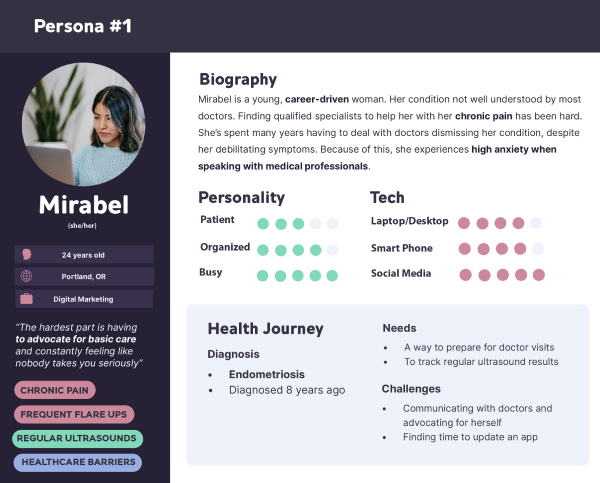 Persona #1
Mirabel
(she/her)
24 years old
Portland, OR
Digital Marketing
“The hardest part is having
to advocate for basic care
and constantly feeling like
nobody takes you seriously”
CHRONIC PAIN
FREQUENT FLARE UPS
REGULAR ULTRASOUNDS
HEALTHCARE BARRIERS
Biography
Mirabel is a young, career-driven woman. Her condition not well understood by most
doctors. Finding qualified specialists to help her with her chronic pain has been hard.
She’s spent many years having to deal with doctors dismissing her condition, despite
her debilitating symptoms. Because of this, she experiences high anxiety when
speaking with medical professionals.
Personality
Patient
Organized
Busy
Tech
Laptop/Desktop
Smart Phone
Social Media
Health Journey
Diagnosis
• Endometriosis
• Diagnosed 8 years ago
Needs
• A way to prepare for doctor visits
• To track regular ultrasound results
Challenges
• Communicating with doctors and
advocating for herself
• Finding time to update an app